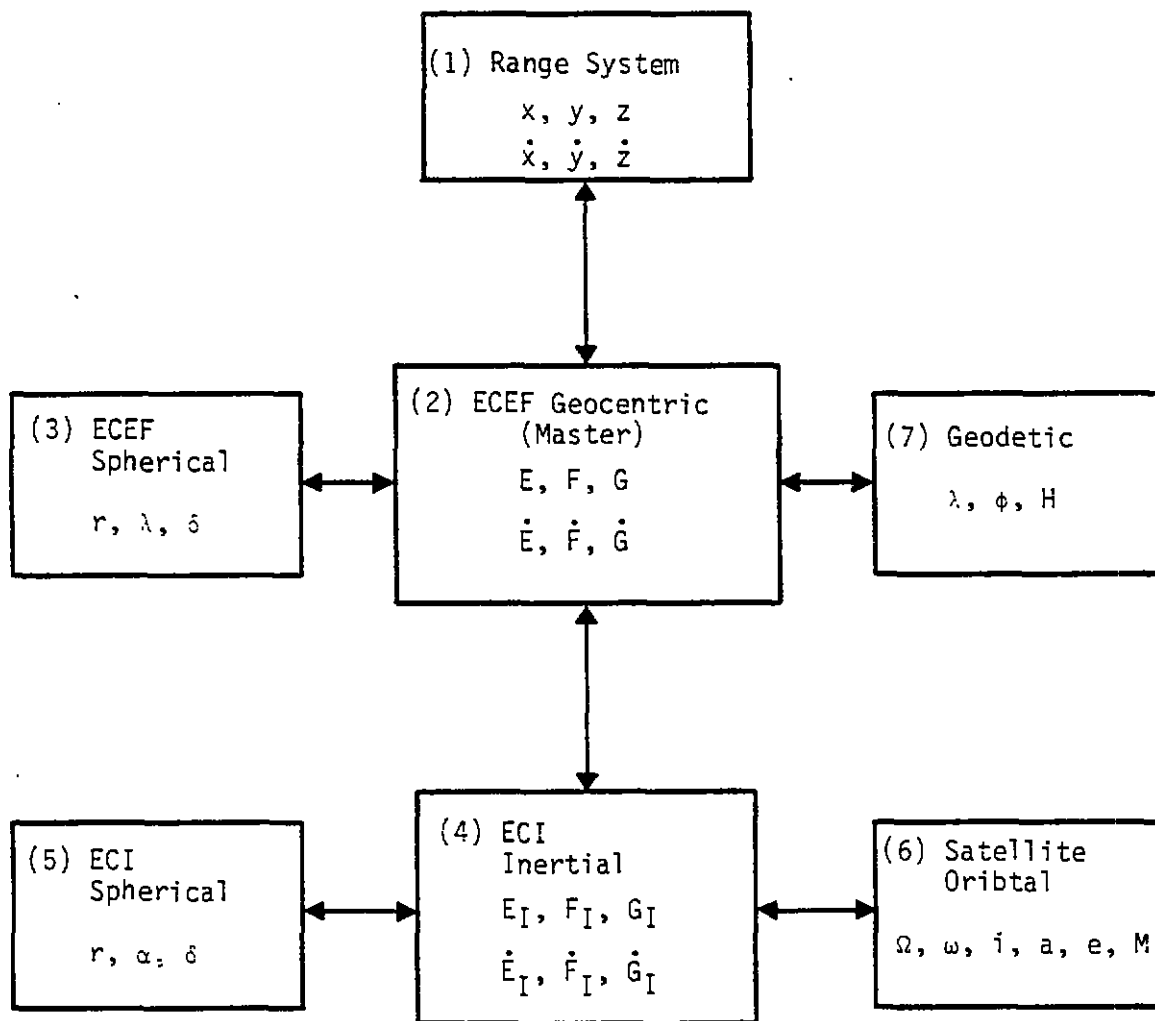 (1) Range System
x, y, z
ẋ, ẏ, ż
(2) ECEF Geocentric
(Master)
E, F, G
Ė, Ḟ, Ġ
(3) ECEF
Spherical
r, λ, δ
(7) Geodetic
λ, ϕ, H
(4) ECI
Inertial
E_I, F_I, G_I
Ė_I, Ḟ_I, Ġ_I
(5) ECI
Spherical
r, α, δ
(6) Satellite
Oribtal
Ω, ω, i, a, e, M